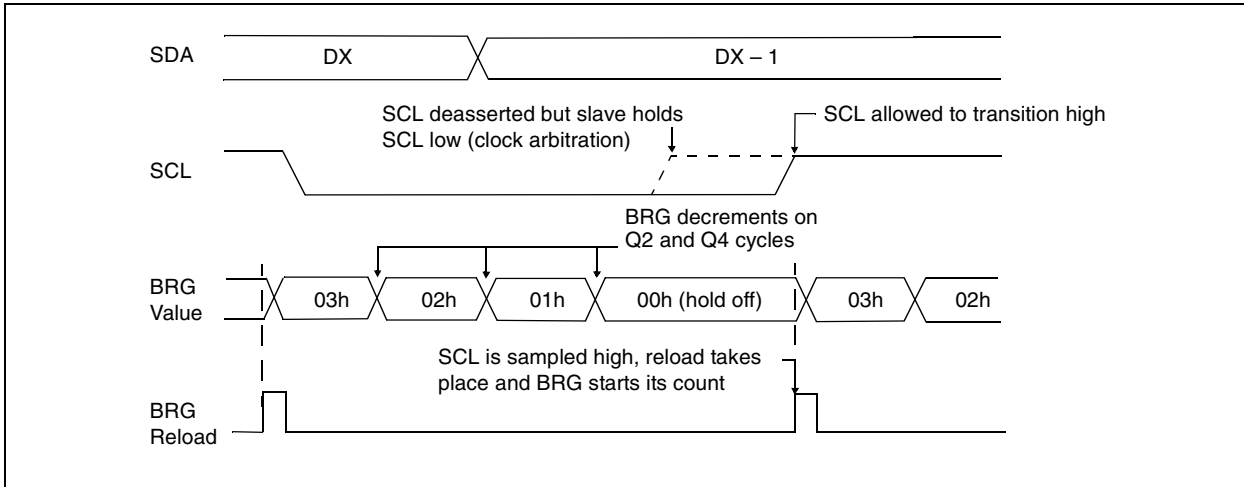 SDA
DX
DX – 1
SCL deasserted but slave holds
SCL low (clock arbitration)
SCL allowed to transition high
SCL
BRG decrements on
Q2 and Q4 cycles
BRG
Value
03h
02h
01h
00h (hold off)
03h
02h
SCL is sampled high, reload takes
place and BRG starts its count
BRG
Reload